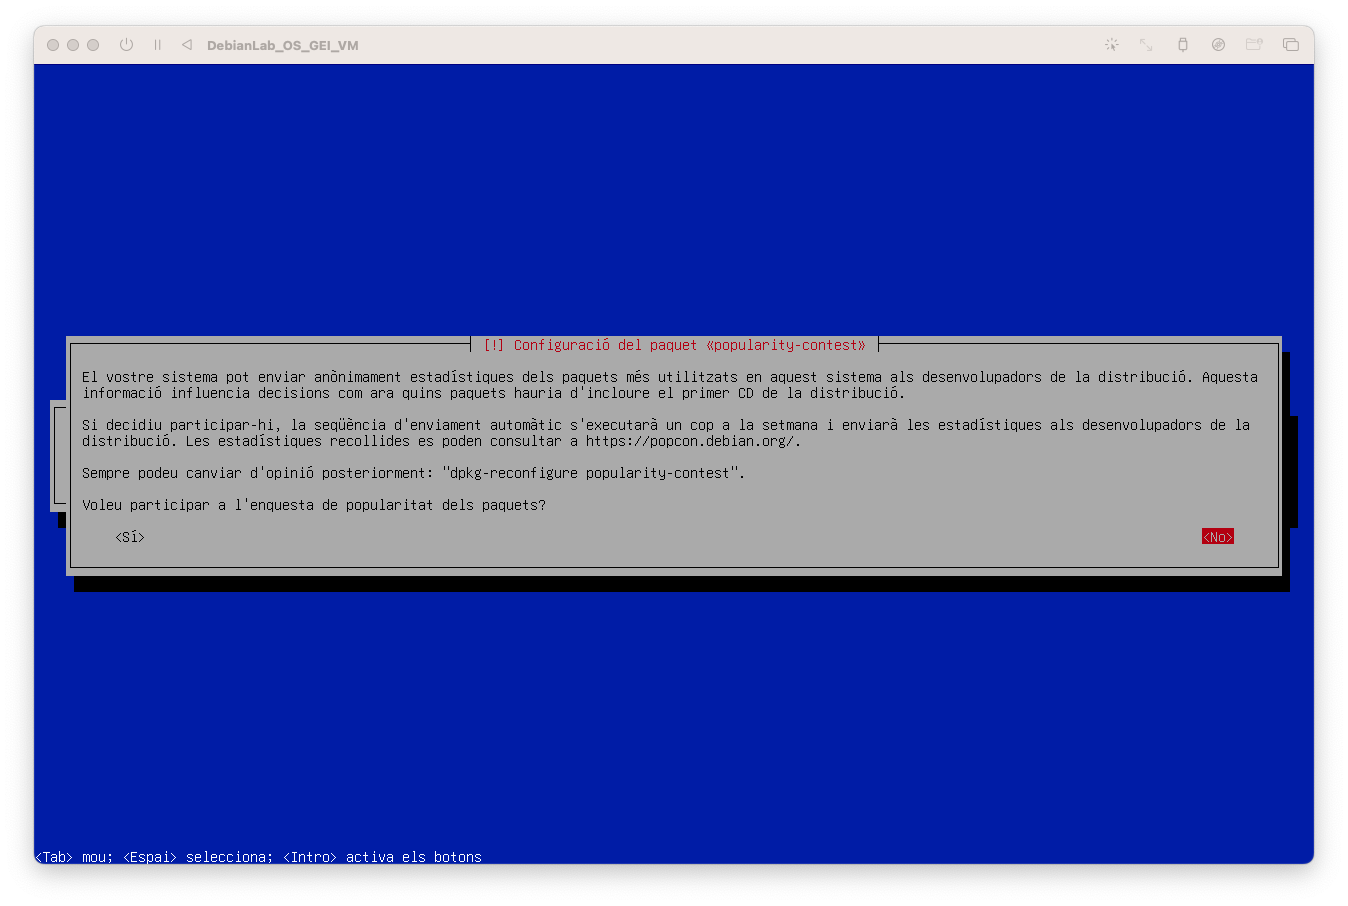 DebianLab_OS_GEI_VM
[!] Configuració del paquet «popularity-contest»
El vostre sistema pot enviar anònimament estadístiques dels paquets més utilitzats en aquest sistema als desenvolupadors de la distribució. Aquesta
informació influencia decisions com ara quins paquets hauria d'incloure el primer CD de la distribució.
Si decidiu participar-hi, la seqüència d'enviament automàtic s'executarà un cop a la setmana i enviarà les estadístiques als desenvolupadors de la
distribució. Les estadístiques recollides es poden consultar a https://popcon.debian.org/.
Sempre podeu canviar d'opinió posteriorment: "dpkg-reconfigure popularity-contest".
Voleu participar a l'enquesta de popularitat dels paquets?
<Sí> <No>
<Tab> mou; <Espai> selecciona; <Intro> activa els botons